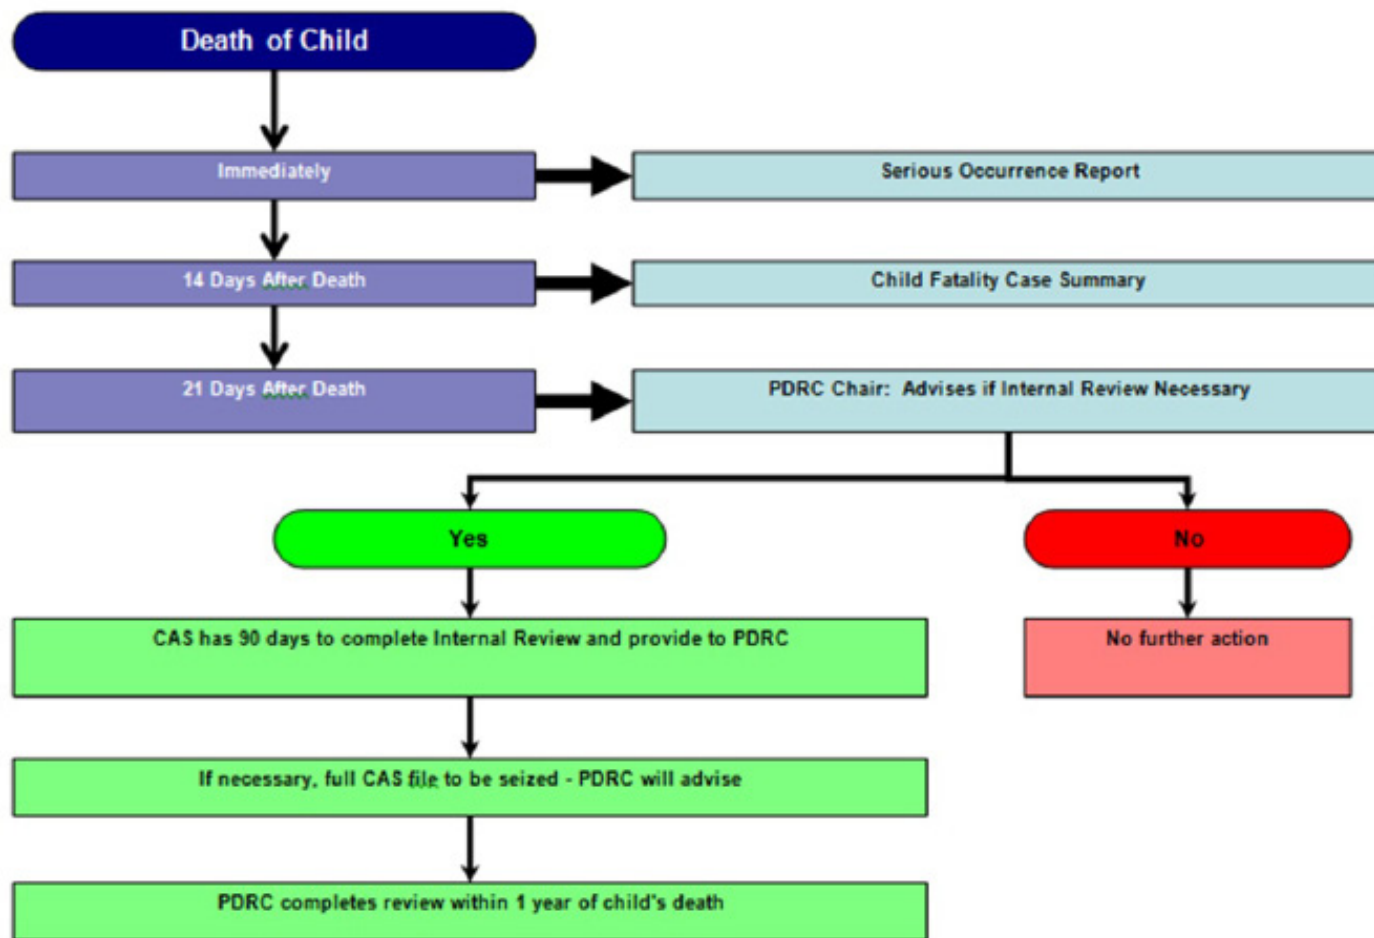 Death of Child
Immediately
Serious Occurrence Report
14 Days After Death
Child Fatality Case Summary
21 Days After Death
PDRC Chair: Advises if Internal Review Necessary
Yes
No
CAS has 90 days to complete Internal Review and provide to PDRC
No further action
If necessary, full CAS file to be seized - PDRC will advise
PDRC completes review within 1 year of child's death